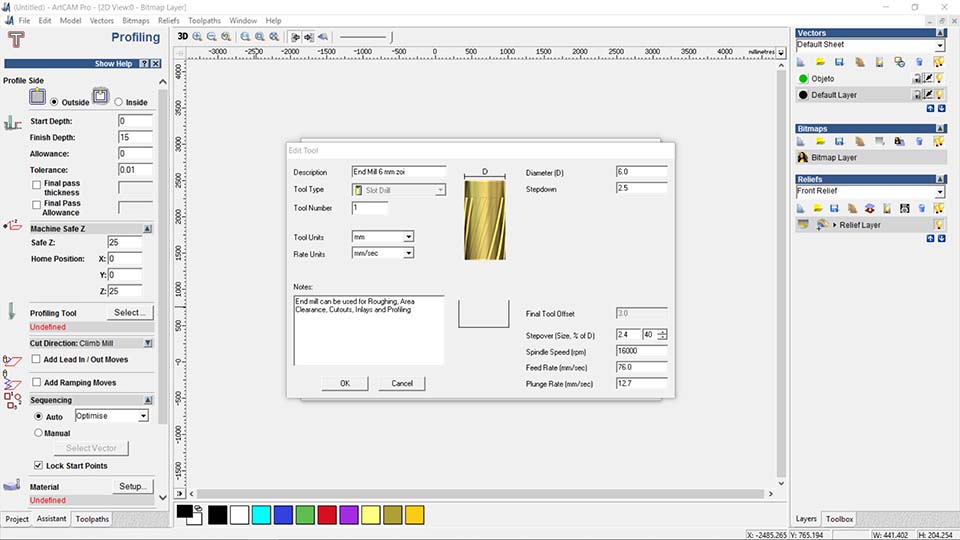 (Untitled) - ArtCAM Pro - [2D View:0 - Bitmap Layer]
File Edit Model Vectors Bitmaps Reliefs Toolpaths Window Help
Profiling
Show Help ? X
Profile Side
Outside Inside
Start Depth: 0
Finish Depth: 15
Allowance: 0
Tolerance: 0.01
Final pass
thickness
Final Pass
Allowance
Machine Safe Z
Safe Z: 25
Home Position: X: 0
Y: 0
Z: 25
Profiling Tool Select...
Undefined
Cut Direction: Climb Mill
Add Lead In / Out Moves
Add Ramping Moves
Sequencing
Auto Optimise
Manual
Select Vector
Lock Start Points
Material Setup...
Undefined
Project Assistant Toolpaths
3D
-3000 -2500 -2000 -1500 -1000 -500 0 500 1000 1500 2000 2500 3000 3500 4000 millimetres
4000
3500
3000
2500
2000
1500
1000
500
0
-500
-1000
-1500
Edit Tool
Description End Mill 6 mm zoi
Tool Type Slot Drill
Tool Number 1
Tool Units mm
Rate Units mm/sec
D
Diameter (D) 6.0
Stepdown 2.5
Notes:
End mill can be used for Roughing, Area
Clearance, Cutouts, Inlays and Profiling
Final Tool Offset 3.0
Stepover (Size, % of D) 2.4 40
Spindle Speed (rpm) 16000
Feed Rate (mm/sec) 76.0
Plunge Rate (mm/sec) 12.7
OK Cancel
Vectors
Default Sheet
Objeto
Default Layer
Bitmaps
Bitmap Layer
Reliefs
Front Relief
Relief Layer
Layers Toolbox
X: -2485.265 Y: 765.194 W: 441.402 H: 204.254